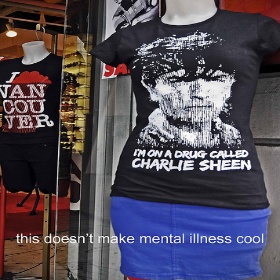 I
VAN
COU
VER
I'M ON A DRUG CALLED
CHARLIE SHEEN
this doesn't make mental illness cool